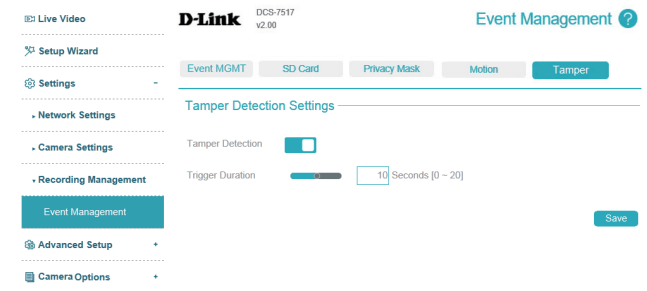 Live Video
Setup Wizard
Settings -
Network Settings
Camera Settings
Recording Management
Event Management
Advanced Setup +
Camera Options +
D-Link DCS-7517
v2.00
Event Management ?
Event MGMT SD Card Privacy Mask Motion Tamper
Tamper Detection Settings
Tamper Detection
Trigger Duration 10 Seconds [0 ~ 20]
Save